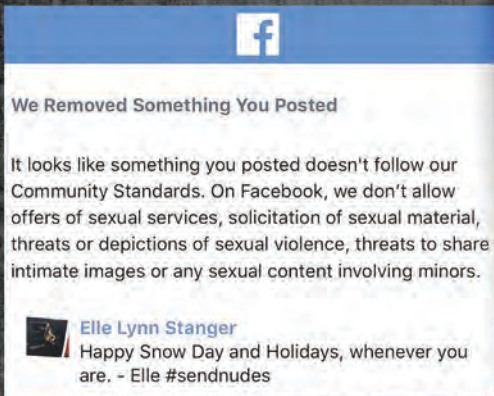 f
We Removed Something You Posted
It looks like something you posted doesn't follow our
Community Standards. On Facebook, we don't allow
offers of sexual services, solicitation of sexual material,
threats or depictions of sexual violence, threats to share
intimate images or any sexual content involving minors.
Elle Lynn Stanger
Happy Snow Day and Holidays, whenever you
are. - Elle #sendnudes